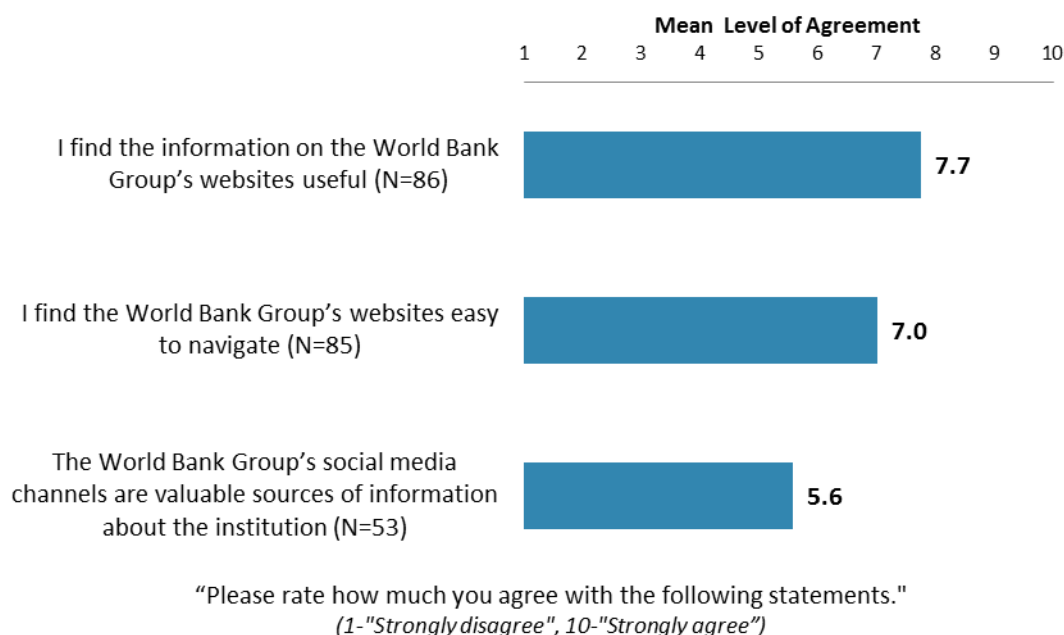 Mean Level of Agreement
1 2 3 4 5 6 7 8 9 10
I find the information on the World Bank
Group’s websites useful (N=86)
7.7
I find the World Bank Group’s websites easy
to navigate (N=85)
7.0
The World Bank Group’s social media
channels are valuable sources of information
about the institution (N=53)
5.6
“Please rate how much you agree with the following statements."
(1-"Strongly disagree", 10-"Strongly agree”)